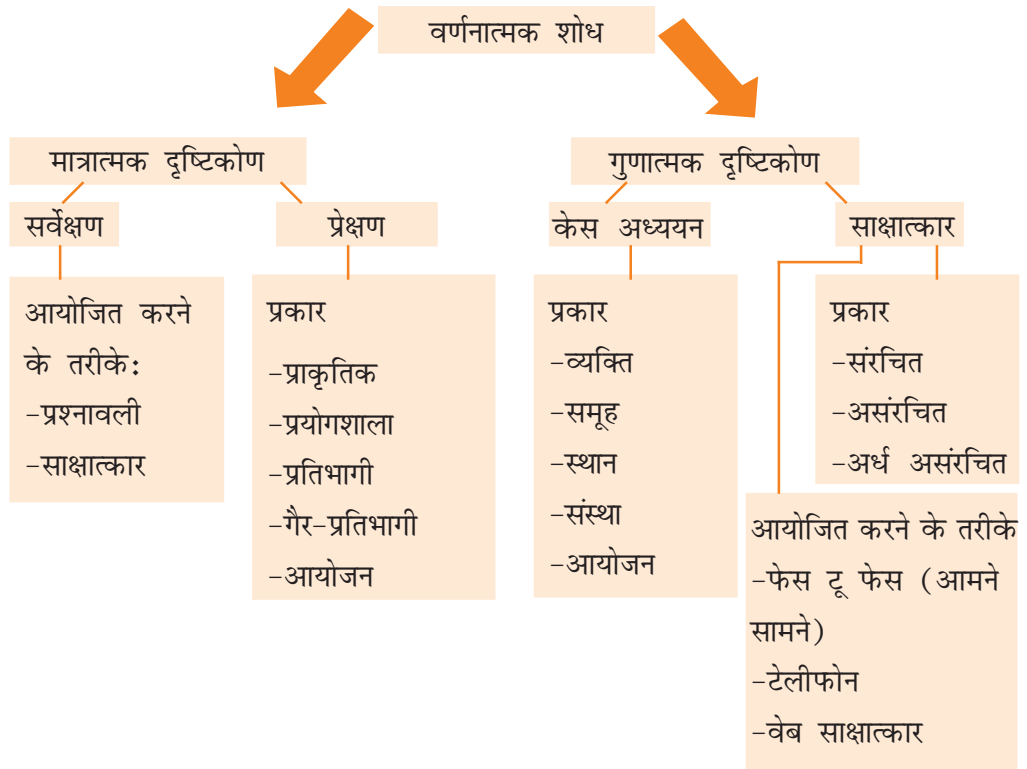 वर्णनात्मक शोध
मात्रात्मक दृष्टिकोण
गुणात्मक दृष्टिकोण
सर्वेक्षण
प्रेक्षण
केस अध्ययन
साक्षात्कार
आयोजित करने
के तरीके:
-प्रश्नावली
-साक्षात्कार
प्रकार
-प्राकृतिक
-प्रयोगशाला
-प्रतिभागी
-गैर-प्रतिभागी
-आयोजन
प्रकार
-व्यक्ति
-समूह
-स्थान
-संस्था
-आयोजन
प्रकार
-संरचित
-असंरचित
-अर्ध असंरचित
आयोजित करने के तरीके
-फेस टू फेस (आमने
सामने)
-टेलीफोन
-वेब साक्षात्कार